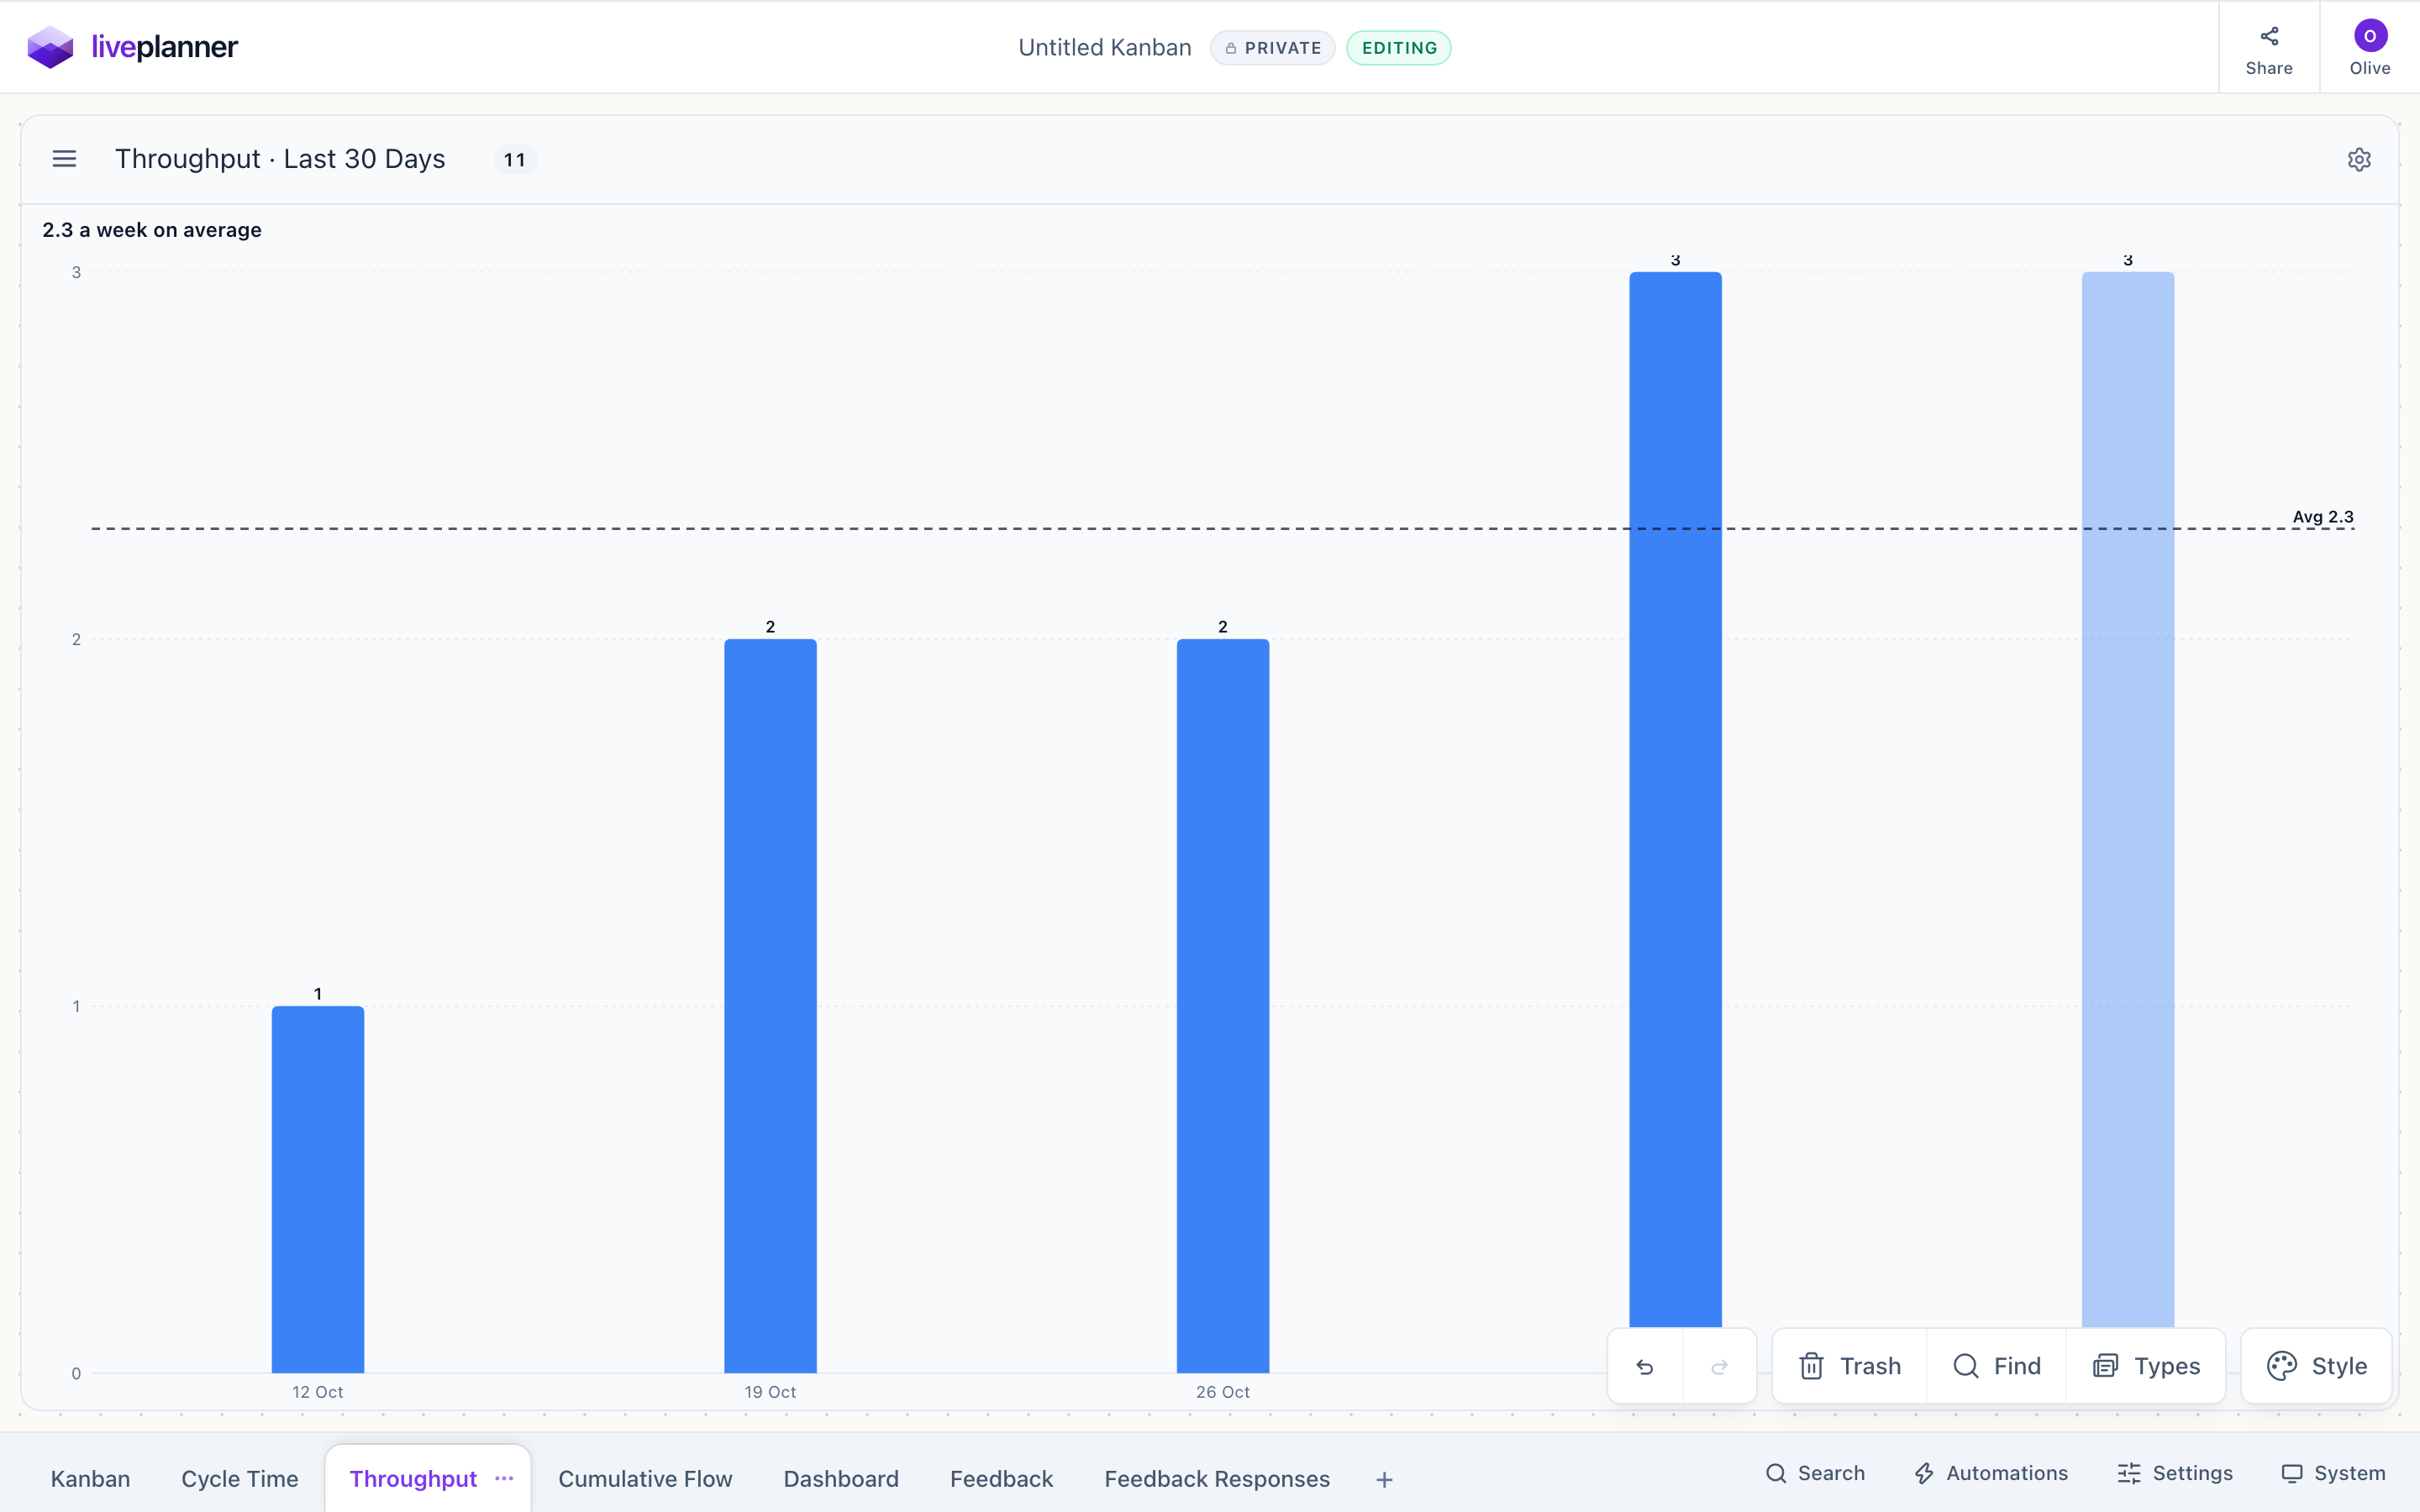 liveplanner
Untitled Kanban PRIVATE EDITING
Share
O
Olive
Throughput · Last 30 Days 11
2.3 a week on average
3
3
3
Avg 2.3
2
2
2
1
1
0
12 Oct 19 Oct 26 Oct
Trash Find Types Style
Kanban Cycle Time Throughput ··· Cumulative Flow Dashboard Feedback Feedback Responses +
Search Automations Settings System